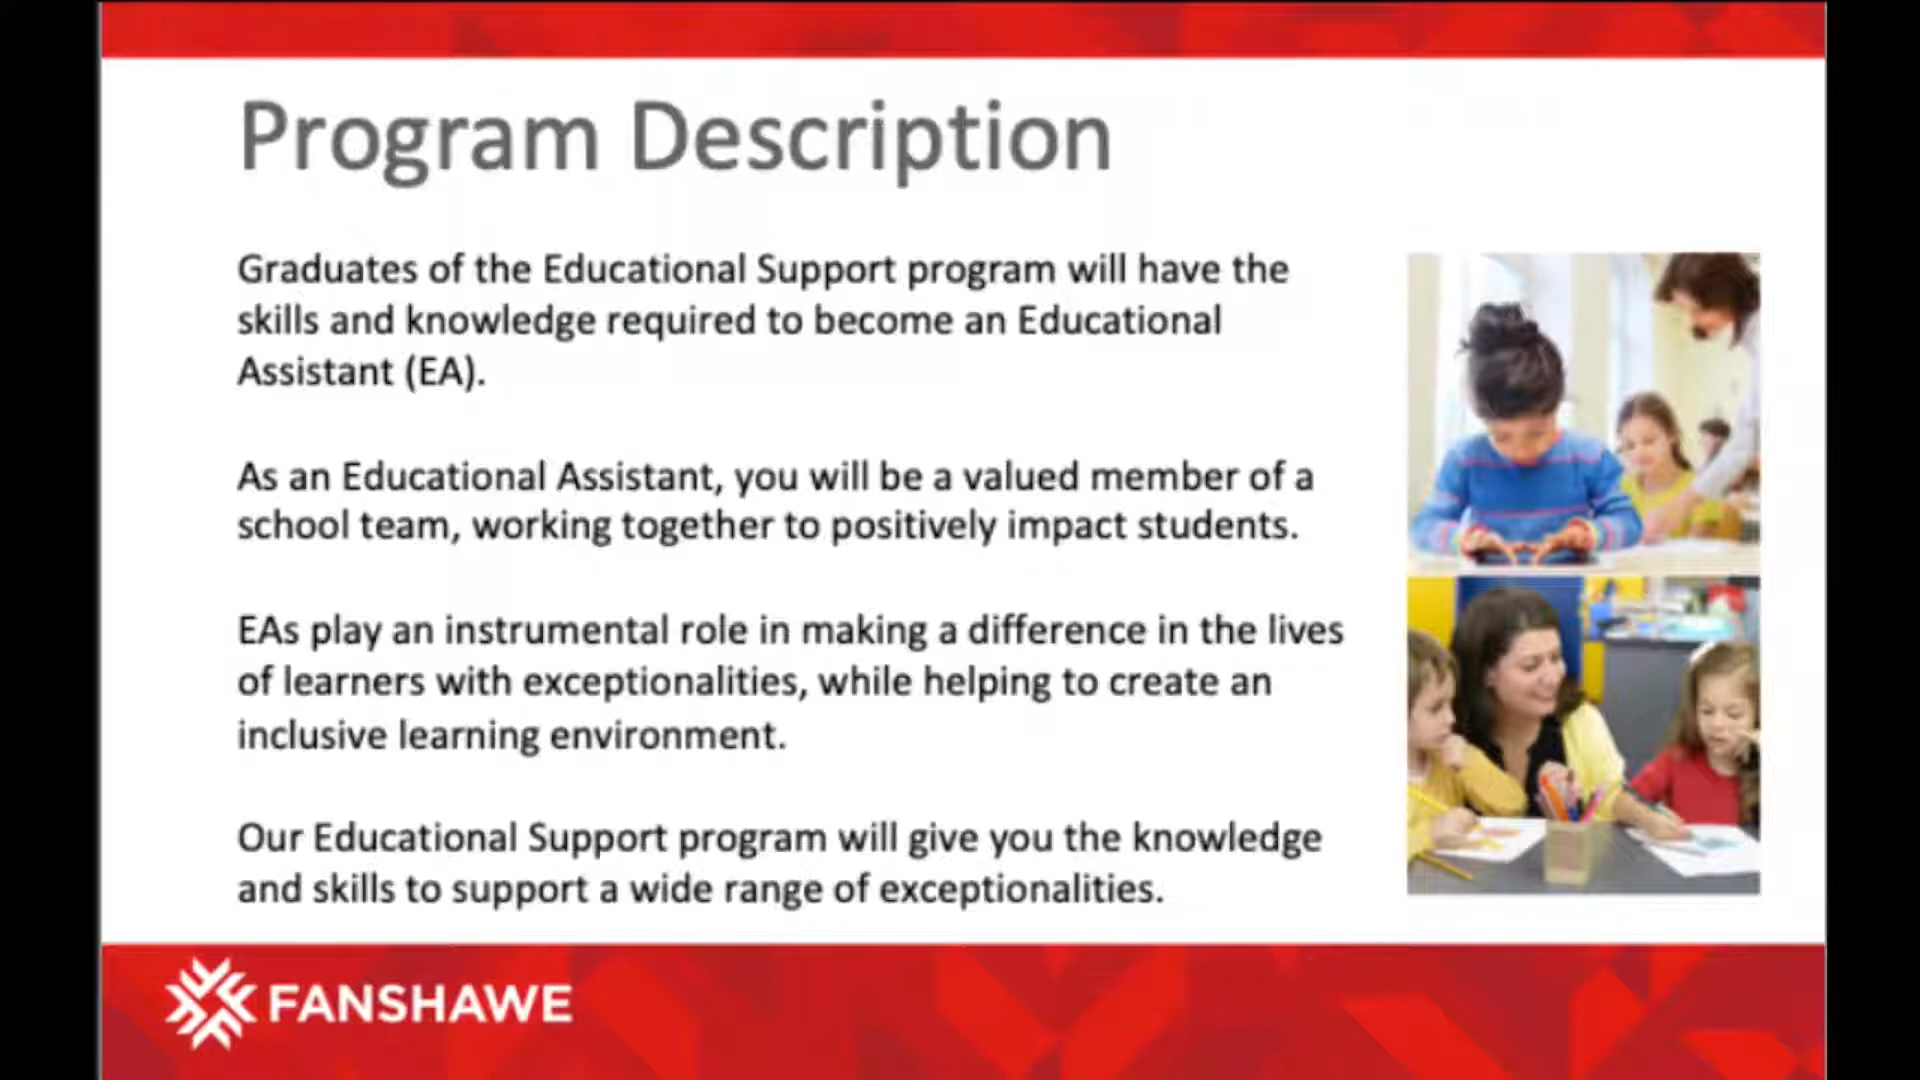 Program Description
Graduates of the Educational Support program will have the
skills and knowledge required to become an Educational
Assistant (EA).
As an Educational Assistant, you will be a valued member of a
school team, working together to positively impact students.
EAs play an instrumental role in making a difference in the lives
of learners with exceptionalities, while helping to create an
inclusive learning environment.
Our Educational Support program will give you the knowledge
and skills to support a wide range of exceptionalities.
FANSHAWE